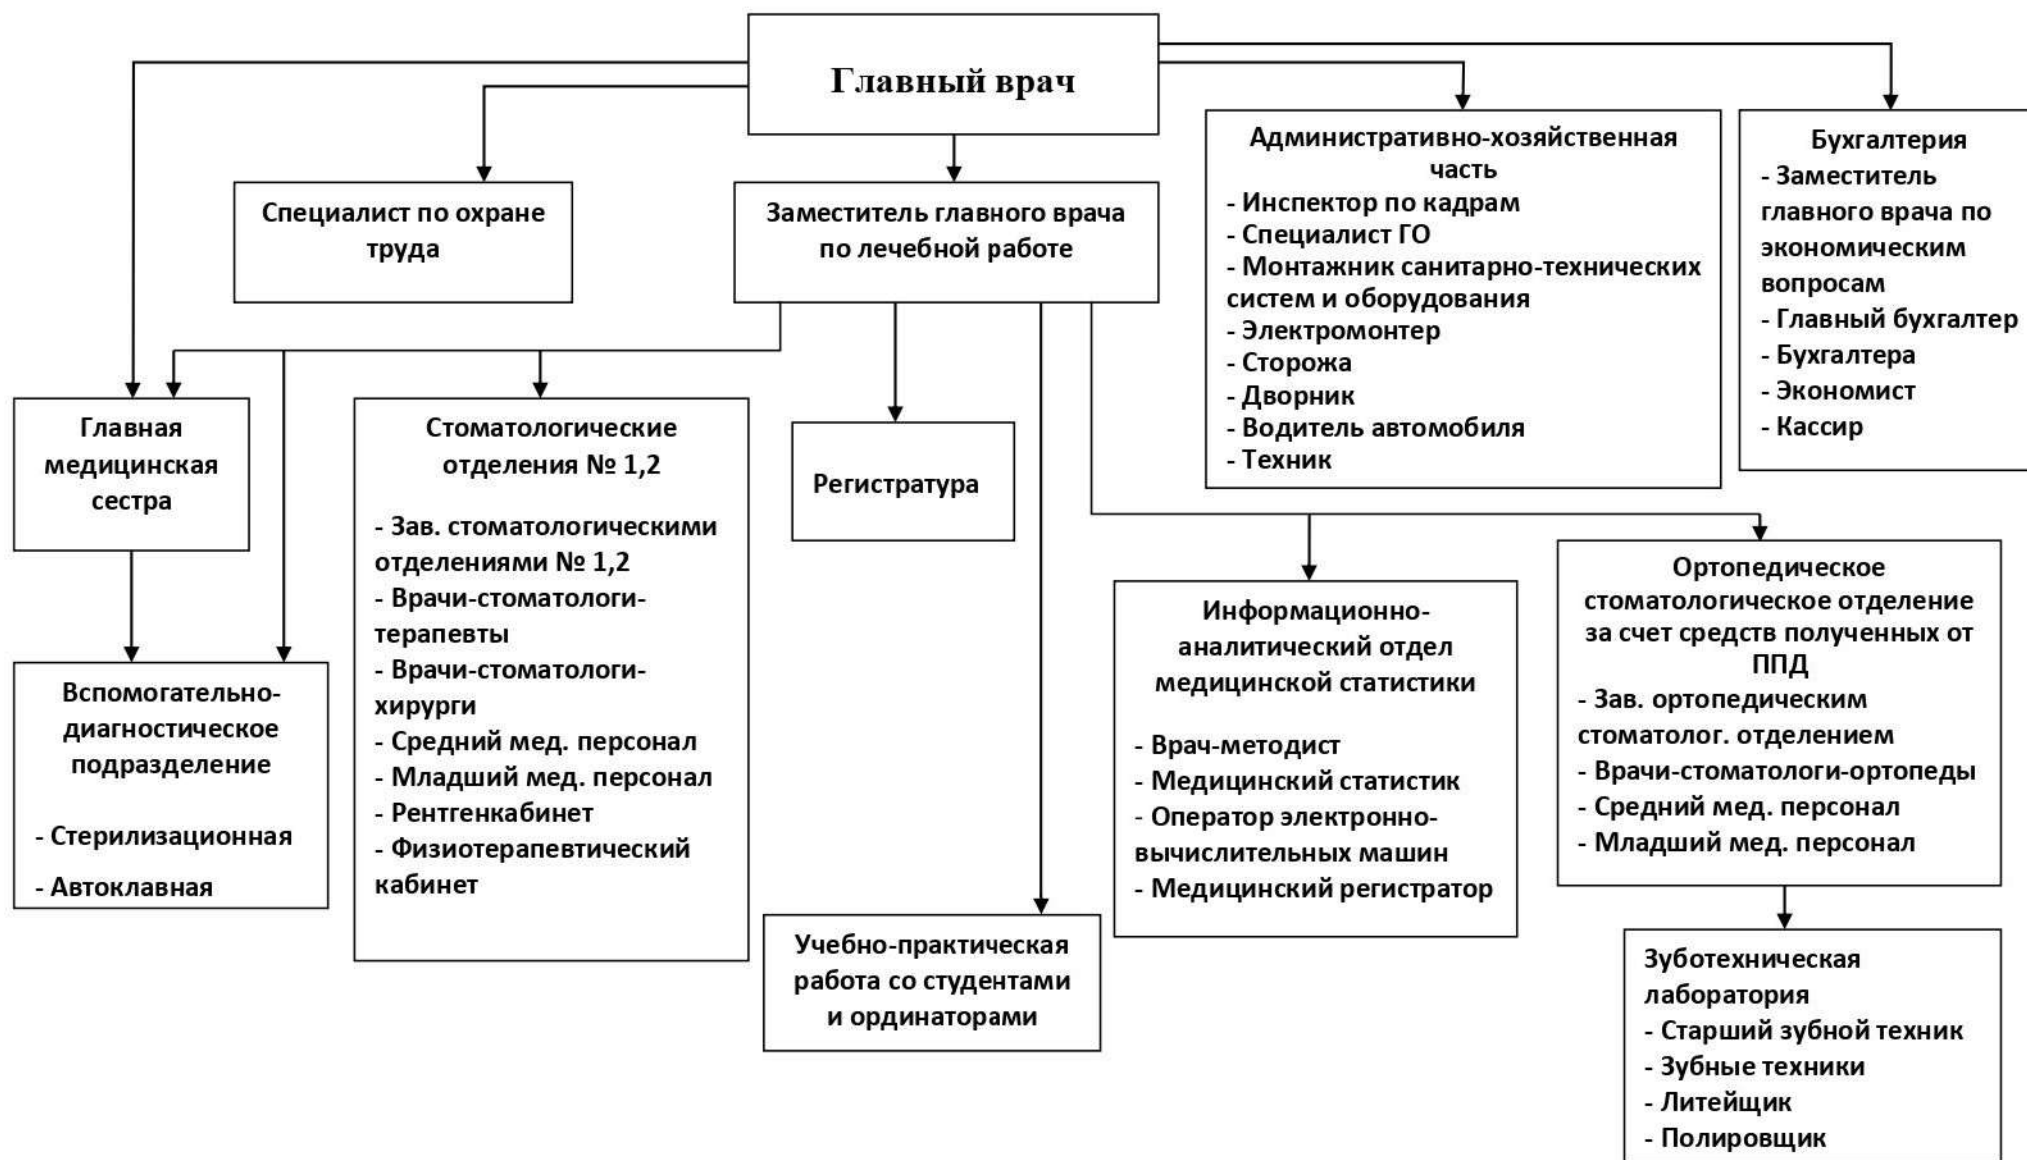 Главный врач
Административно-хозяйственная
часть
- Инспектор по кадрам
- Специалист ГО
- Монтажник санитарно-технических
систем и оборудования
- Электромонтер
- Сторожа
- Дворник
- Водитель автомобиля
- Техник
Бухгалтерия
- Заместитель
главного врача по
экономическим
вопросам
- Главный бухгалтер
- Бухгалтера
- Экономист
- Кассир
Специалист по охране
труда
Заместитель главного врача
по лечебной работе
Главная
медицинская
сестра
Стоматологические
отделения № 1,2
- Зав. стоматологическими
отделениями № 1,2
- Врачи-стоматологи-
терапевты
- Врачи-стоматологи-
хирурги
- Средний мед. персонал
- Младший мед. персонал
- Рентгенкабинет
- Физиотерапевтический
кабинет
Регистратура
Информационно-
аналитический отдел
медицинской статистики
- Врач-методист
- Медицинский статистик
- Оператор электронно-
вычислительных машин
- Медицинский регистратор
Ортопедическое
стоматологическое отделение
за счет средств полученных от
ППД
- Зав. ортопедическим
стоматолог. отделением
- Врачи-стоматологи-ортопеды
- Средний мед. персонал
- Младший мед. персонал
Вспомогательно-
диагностическое
подразделение
- Стерилизационная
- Автоклавная
Учебно-практическая
работа со студентами
и ординаторами
Зуботехническая
лаборатория
- Старший зубной техник
- Зубные техники
- Литейщик
- Полировщик